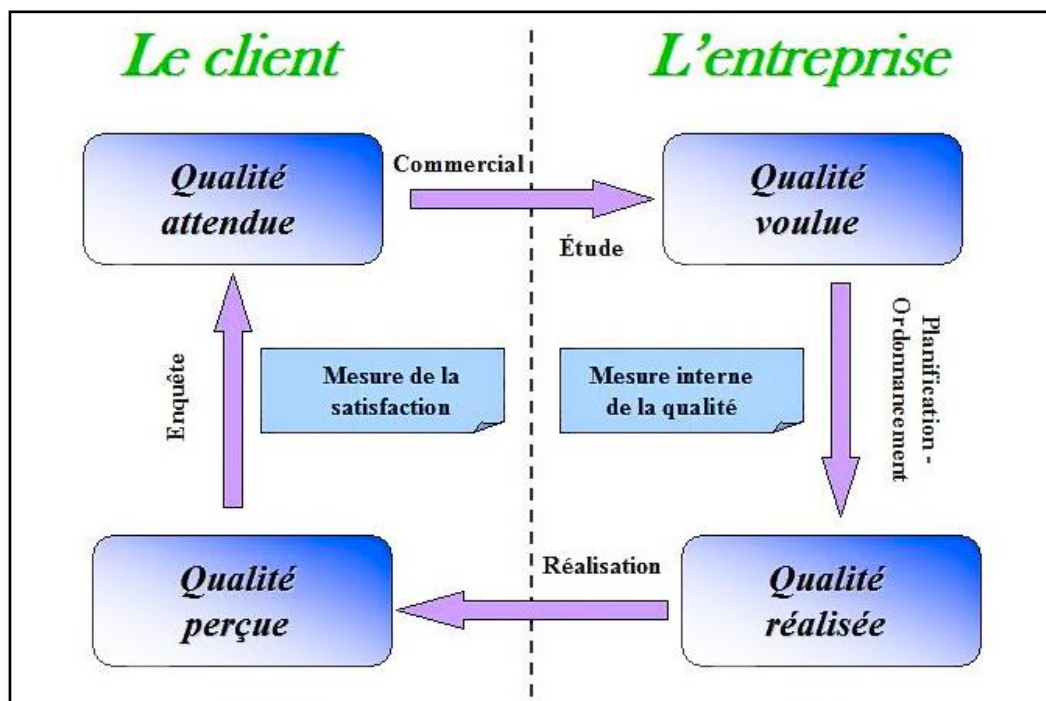 Le client
L'entreprise
Qualité
attendue
Commercial
Étude
Qualité
voulue
Enquête
Mesure de la
satisfaction
Mesure interne
de la qualité
Planification -
Ordonnancement
Qualité
perçue
Réalisation
Qualité
réalisée